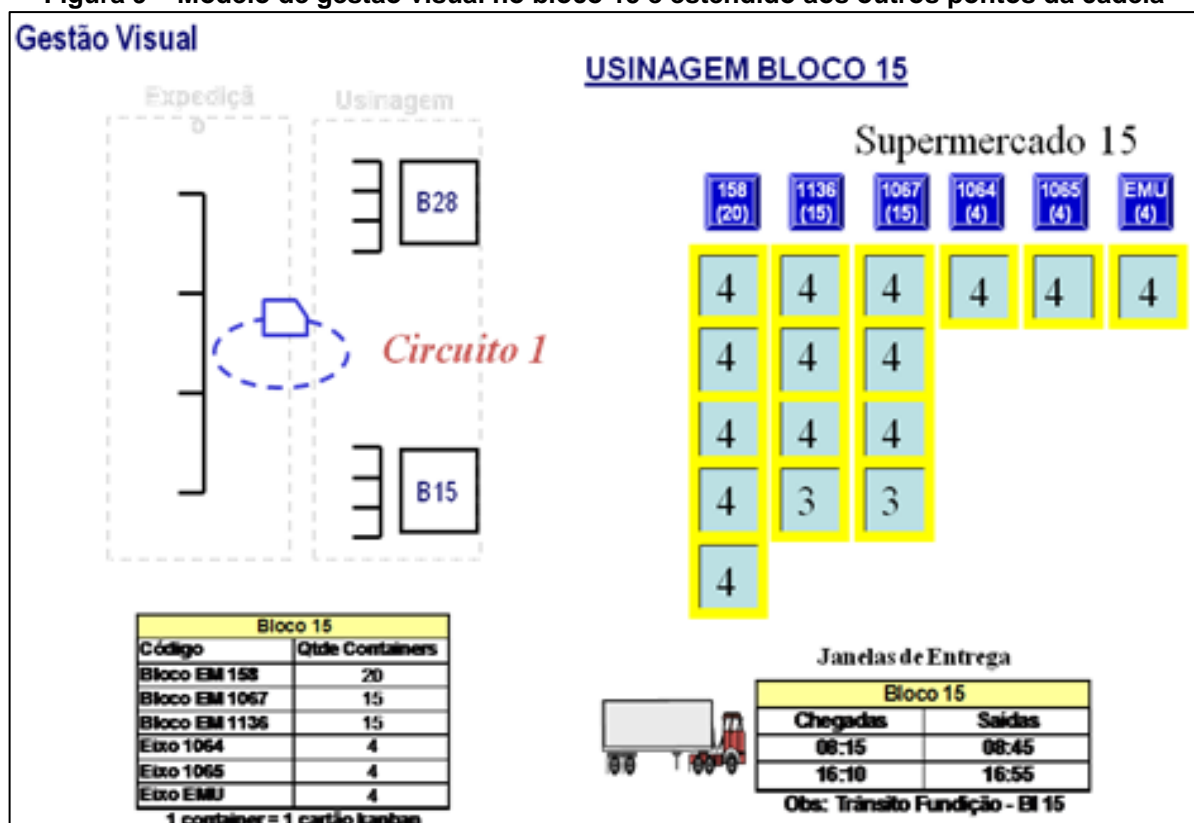 Gestão Visual
USINAGEM BLOCO 15
Expediçã
o
Usinagem
B28
Circuito 1
B15
Supermercado 15
158 1136 1067 1064 1065 EMU
(20) (15) (15) (4) (4) (4)
4 4 4 4 4 4
4 4 4
4 4 4
4 3 3
4
Bloco 15
Código Qtde Containers
Bloco EM 158 20
Bloco EM 1067 15
Bloco EM 1136 15
Eixo 1064 4
Eixo 1065 4
Eixo EMU 4
1 container = 1 cartão kanban
Janelas de Entrega
Bloco 15
Chegadas Saídas
08:15 08:45
16:10 16:55
Obs: Trânsito Fundição - Bl 15